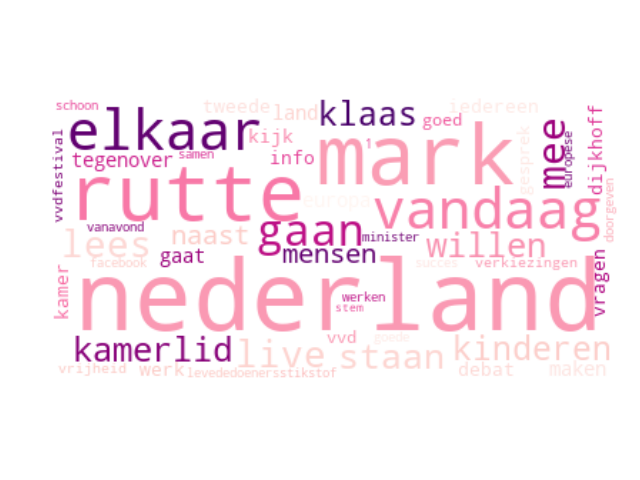 schoon
tweede
land
klaas
goed
iedereen
elkaar
kijk
mark
1
mee
europese
dijkhoff
gesprek
vvdfestival
tegenover
samen
info
rutte
europa
vandaag
doorgeven
vanavond
lees
naast
gaan
minister
willen
gaat
mensen
facebook
succes
verkiezingen
vragen
kamer
nederland
werken
stem
kamerlid
live
staan
vvd
goede
kinderen
vrijheid
werk
levededoenersstikstof
debat
maken